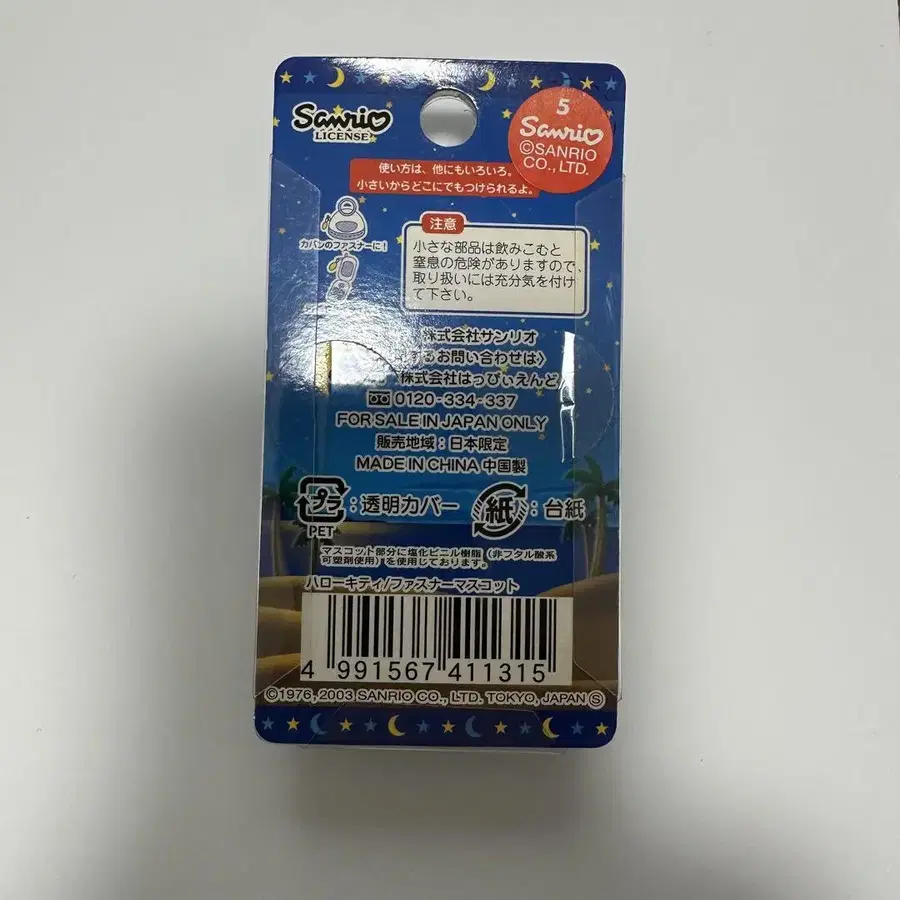 Sanrio
LICENSE
5
Sanrio
©SANRIO
CO., LTD.
使い方は、他にもいろいろ。
小さいからどこにでもつけられるよ。
カバンのファスナーに!
注意
小さな部品は飲みこむと
窒息の危険がありますので、
取り扱いには充分気を付け
て下さい。
株式会社サンリオ
るお問い合わせは〉
株式会社はっぴぃえんど
0120-334-337
FOR SALE IN JAPAN ONLY
販売地域:日本限定
MADE IN CHINA 中国製
プラ:透明カバー
PET
紙:台紙
マスコット部分に塩化ビニル樹脂(非フタル酸系
可塑剤使用)を使用しております。
ハローキティ/ファスナーマスコット
4 991567 411315
©1976, 2003 SANRIO CO., LTD. TOKYO, JAPAN Ⓢ